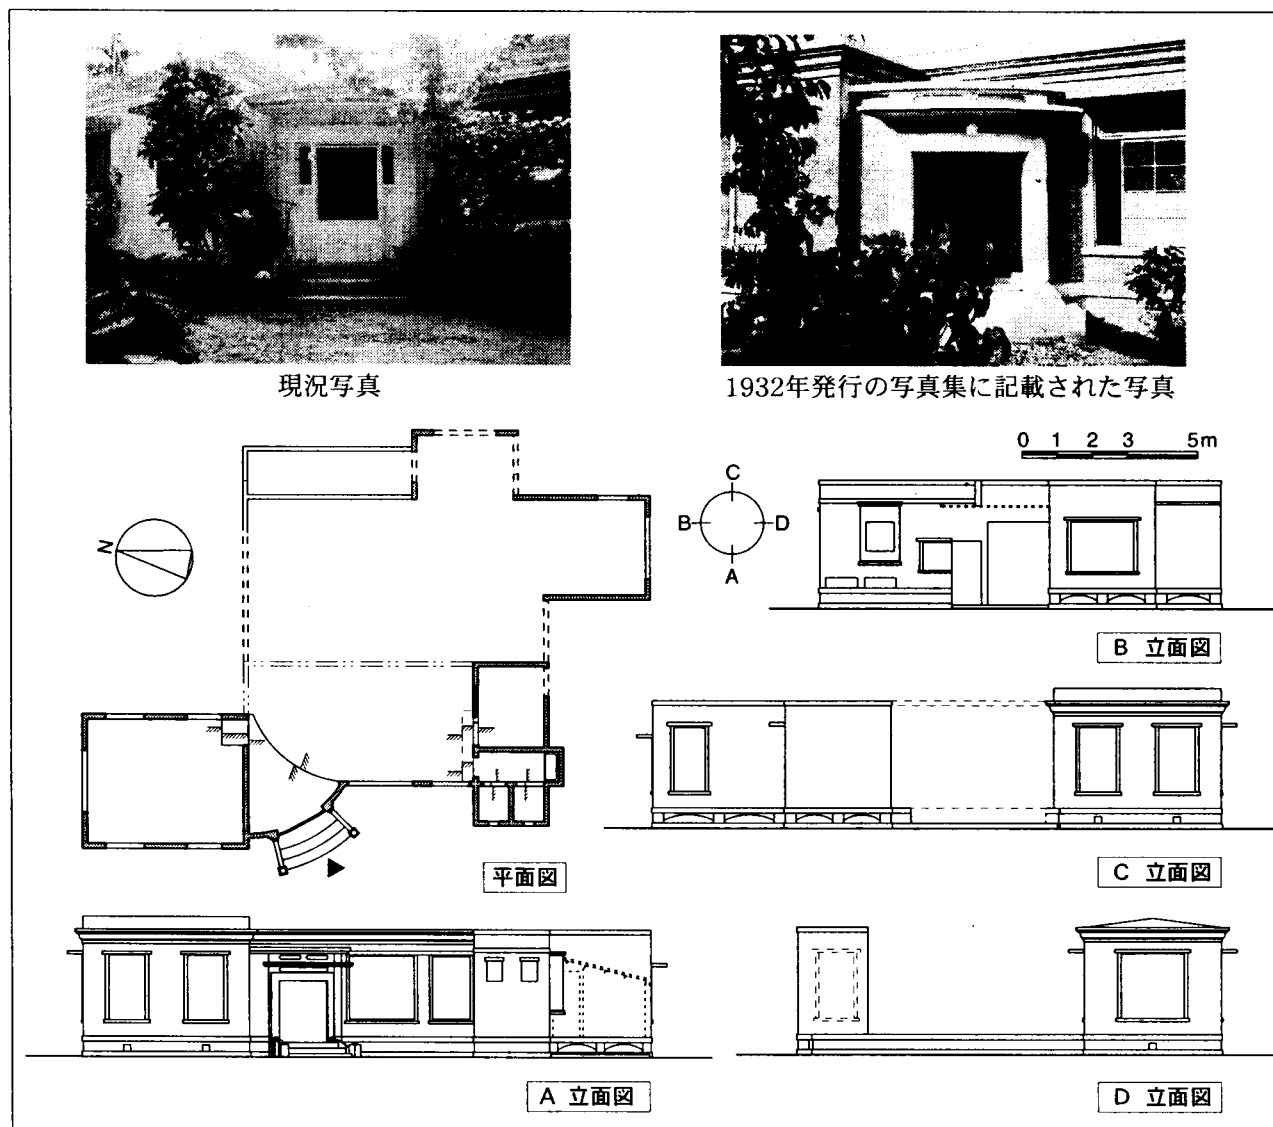 現況写真
1932年発行の写真集に記載された写真
0 1 2 3 5m
N
C
B D
A
B 立面図
平面図
C 立面図
A 立面図
D 立面図